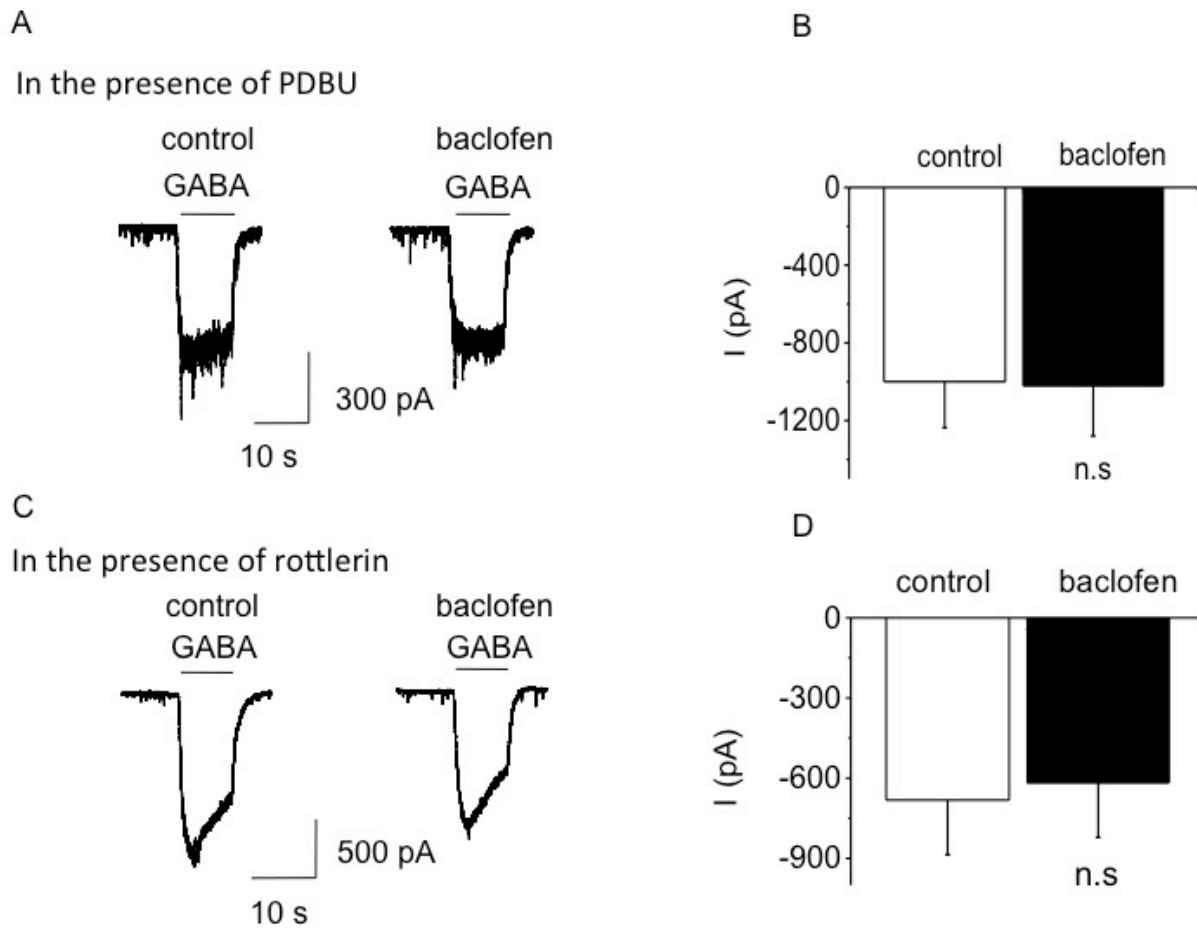 A
In the presence of PDBU
control baclofen
GABA GABA
300 pA
10 s
B
control baclofen
0
-400
-800
-1200
I (pA)
n.s
C
In the presence of rottlerin
control baclofen
GABA GABA
500 pA
10 s
D
control baclofen
0
-300
-600
-900
I (pA)
n.s